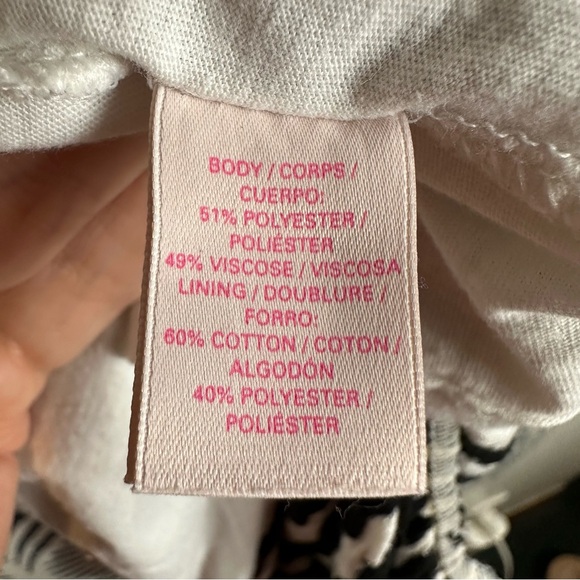 BODY / CORPS /
CUERPO:
51% POLYESTER /
POLIÉSTER
49% VISCOSE / VISCOSA
LINING / DOUBLURE /
FORRO:
60% COTTON / COTON /
ALGODÓN
40% POLYESTER /
POLIÉSTER